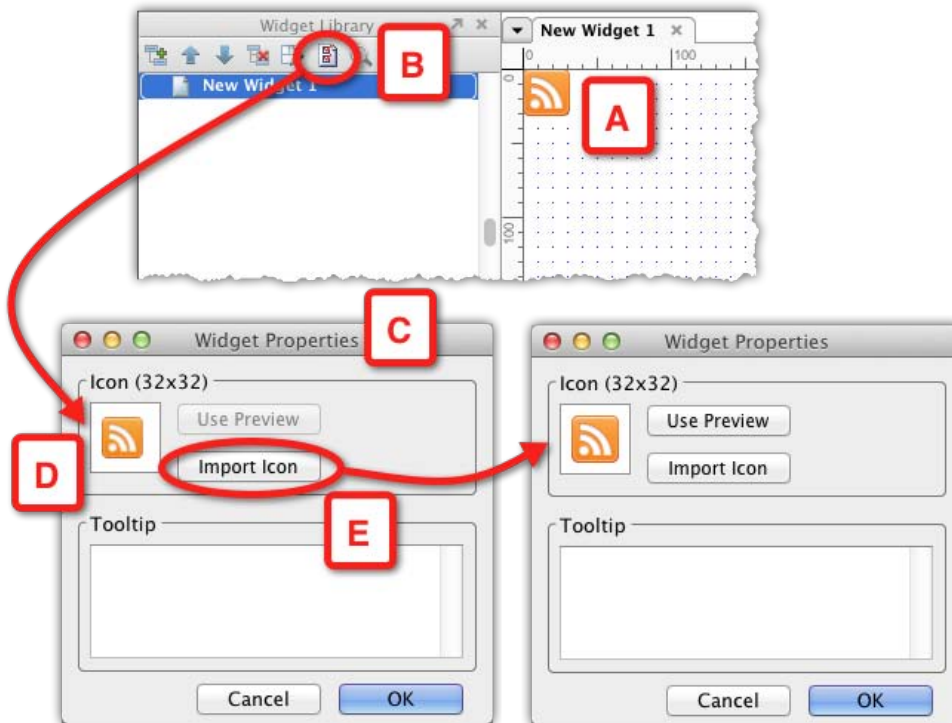 Widget Library
New Widget 1
0
100
B
New Widget 1
0
A
100
C
Widget Properties
Icon (32x32)
Use Preview
Import Icon
D
E
Tooltip
Cancel
OK
Widget Properties
Icon (32x32)
Use Preview
Import Icon
Tooltip
Cancel
OK